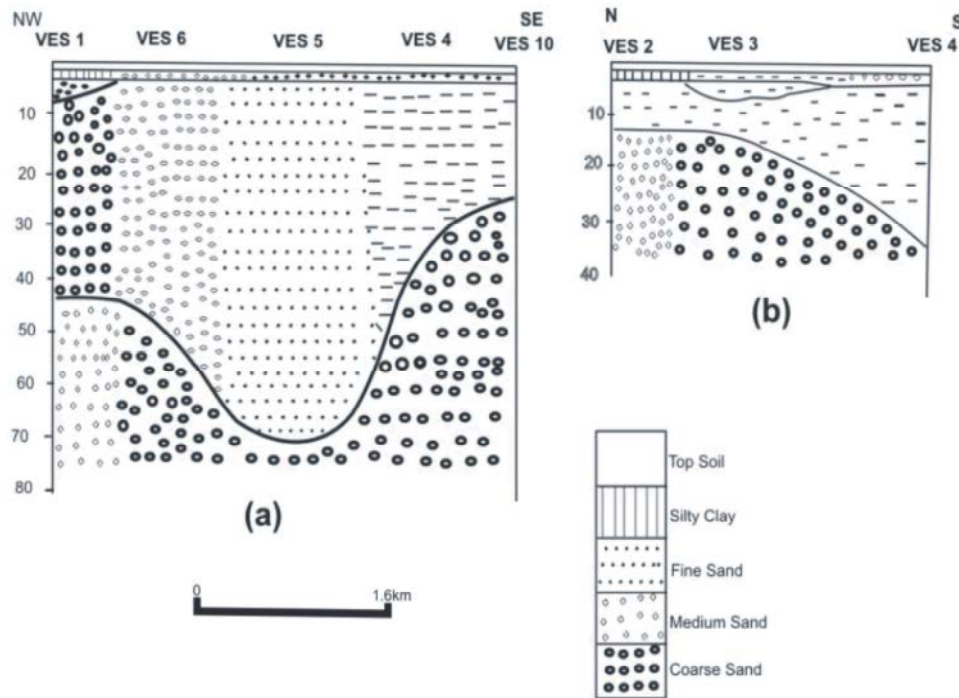 NW SE
VES 1 VES 6 VES 5 VES 4 VES 10
10
20
30
40
50
60
70
80
(a)
N S
VES 2 VES 3 VES 4
10
20
30
40
(b)
0 1.6km
Top Soil
Silty Clay
Fine Sand
Medium Sand
Coarse Sand